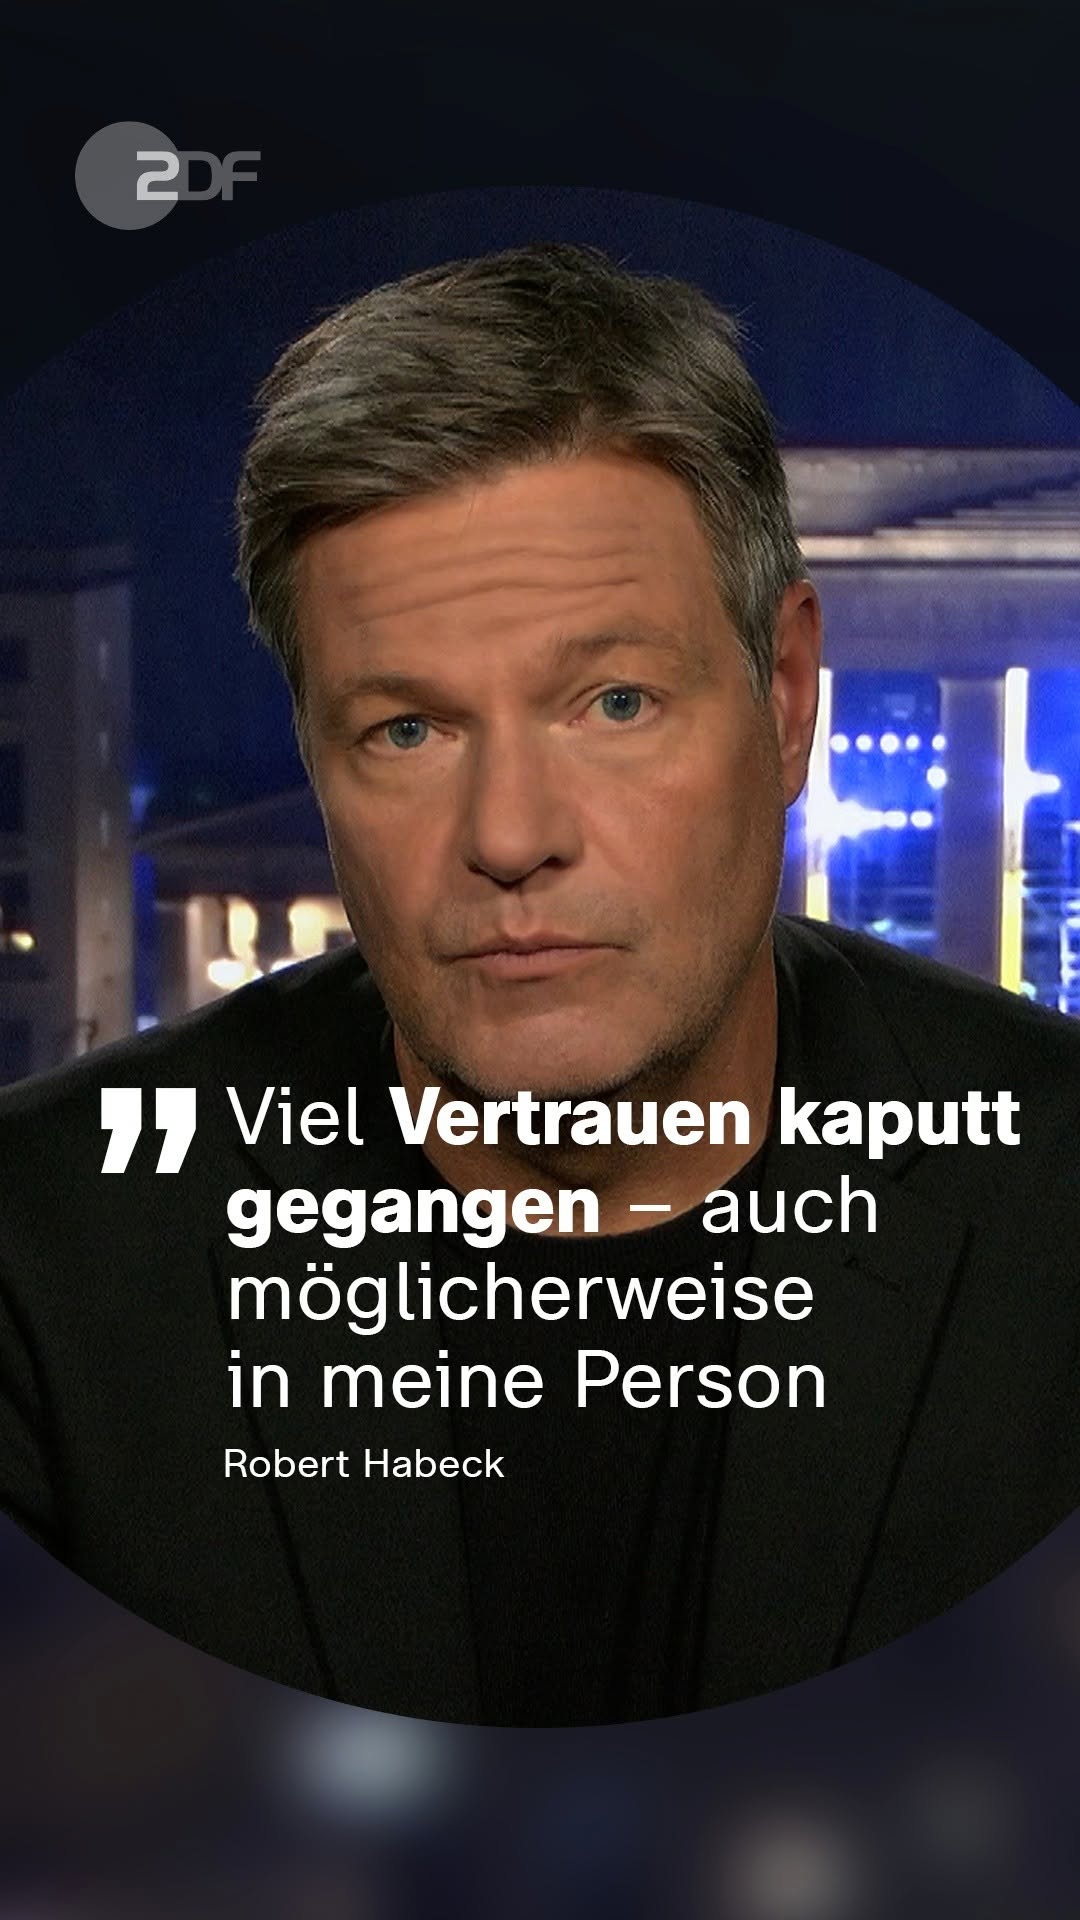 ZDF
” Viel Vertrauen kaputt
gegangen – auch
möglicherweise
in meine Person
Robert Habeck